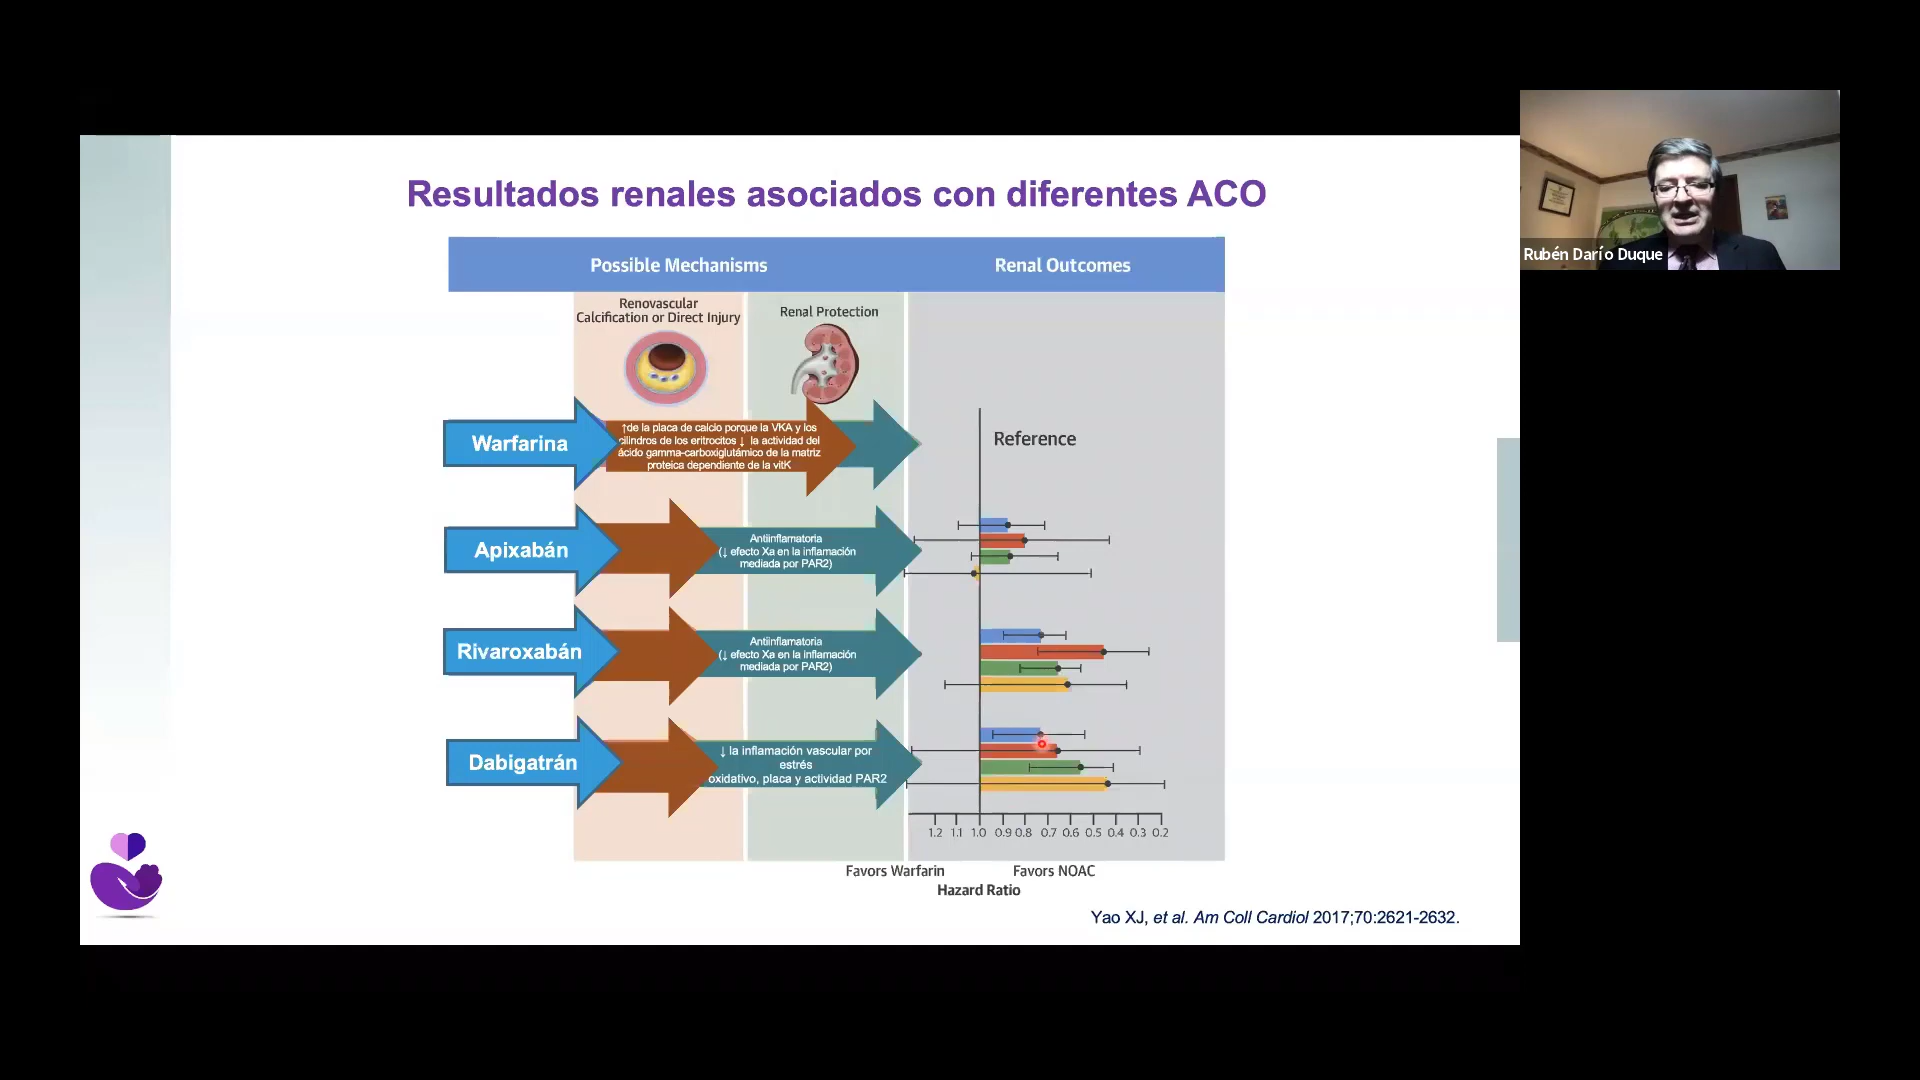 Resultados renales asociados con diferentes ACO
Possible Mechanisms
Renal Outcomes
Renovascular
Calcification or Direct Injury
Renal Protection
Warfarina
↑de la placa de calcio porque la VKA y los
cilindros de los eritrocitos ↓ la actividad del
ácido gamma-carboxiglutámico de la matriz
proteica dependiente de la vitK
Reference
Apixabán
Antiinflamatoria
(↓ efecto Xa en la inflamación
mediada por PAR2)
Rivaroxabán
Antiinflamatoria
(↓ efecto Xa en la inflamación
mediada por PAR2)
Dabigatrán
↓ la inflamación vascular por
estrés
oxidativo, placa y actividad PAR2
1.2 1.1 1.0 0.9 0.8 0.7 0.6 0.5 0.4 0.3 0.2
Favors Warfarin
Favors NOAC
Hazard Ratio
Yao XJ, et al. Am Coll Cardiol 2017;70:2621-2632.
Rubén Darío Duque